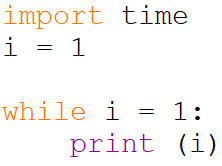 import time
i = 1

while i = 1:
    print (i)